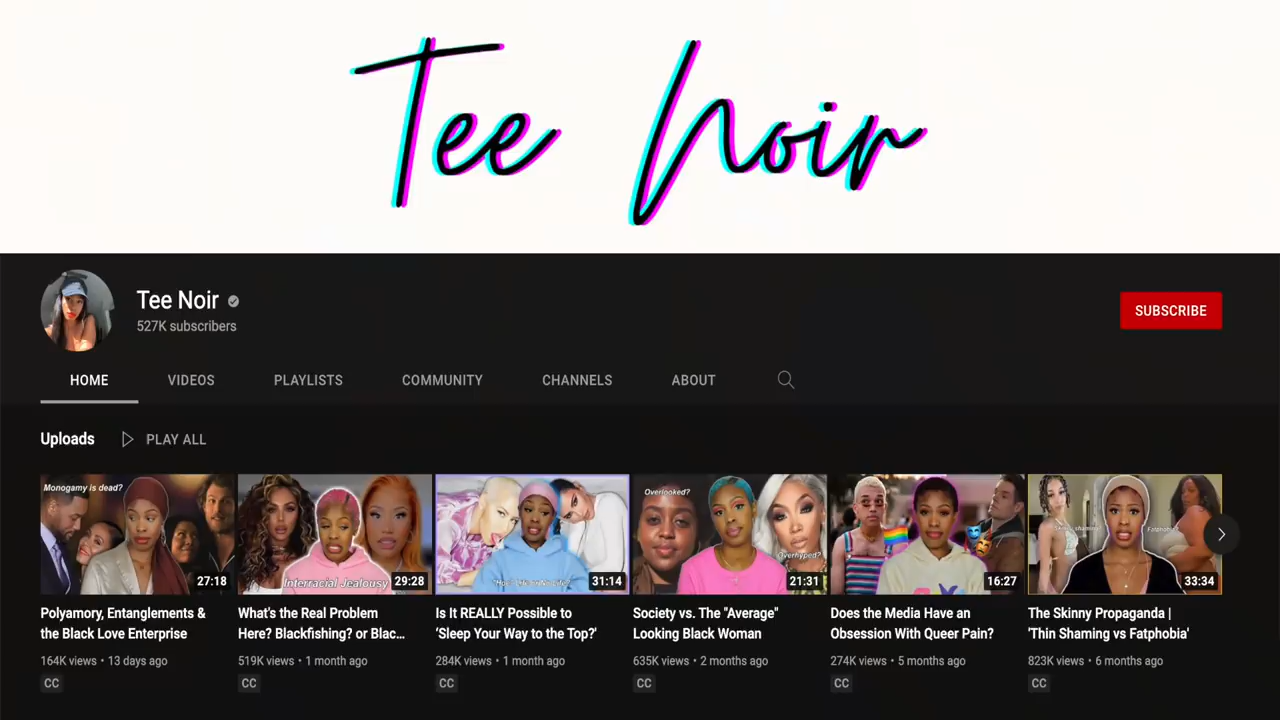 Tee Noir
Tee Noir
527K subscribers
SUBSCRIBE
HOME VIDEOS PLAYLISTS COMMUNITY CHANNELS ABOUT
Uploads PLAY ALL
Monogamy is dead?
27:18
Interracial Jealousy
29:28
31:14
Overlooked?
Overhyped?
21:31
16:27
Fatphobia
33:34
Polyamory, Entanglements &
the Black Love Enterprise
164K views • 13 days ago
CC
What's the Real Problem
Here? Blackfishing? or Blac...
519K views • 1 month ago
CC
Is It REALLY Possible to
‘Sleep Your Way to the Top?’
284K views • 1 month ago
CC
Society vs. The "Average"
Looking Black Woman
635K views • 2 months ago
CC
Does the Media Have an
Obsession With Queer Pain?
274K views • 5 months ago
CC
The Skinny Propaganda |
'Thin Shaming vs Fatphobia'
823K views • 6 months ago
CC